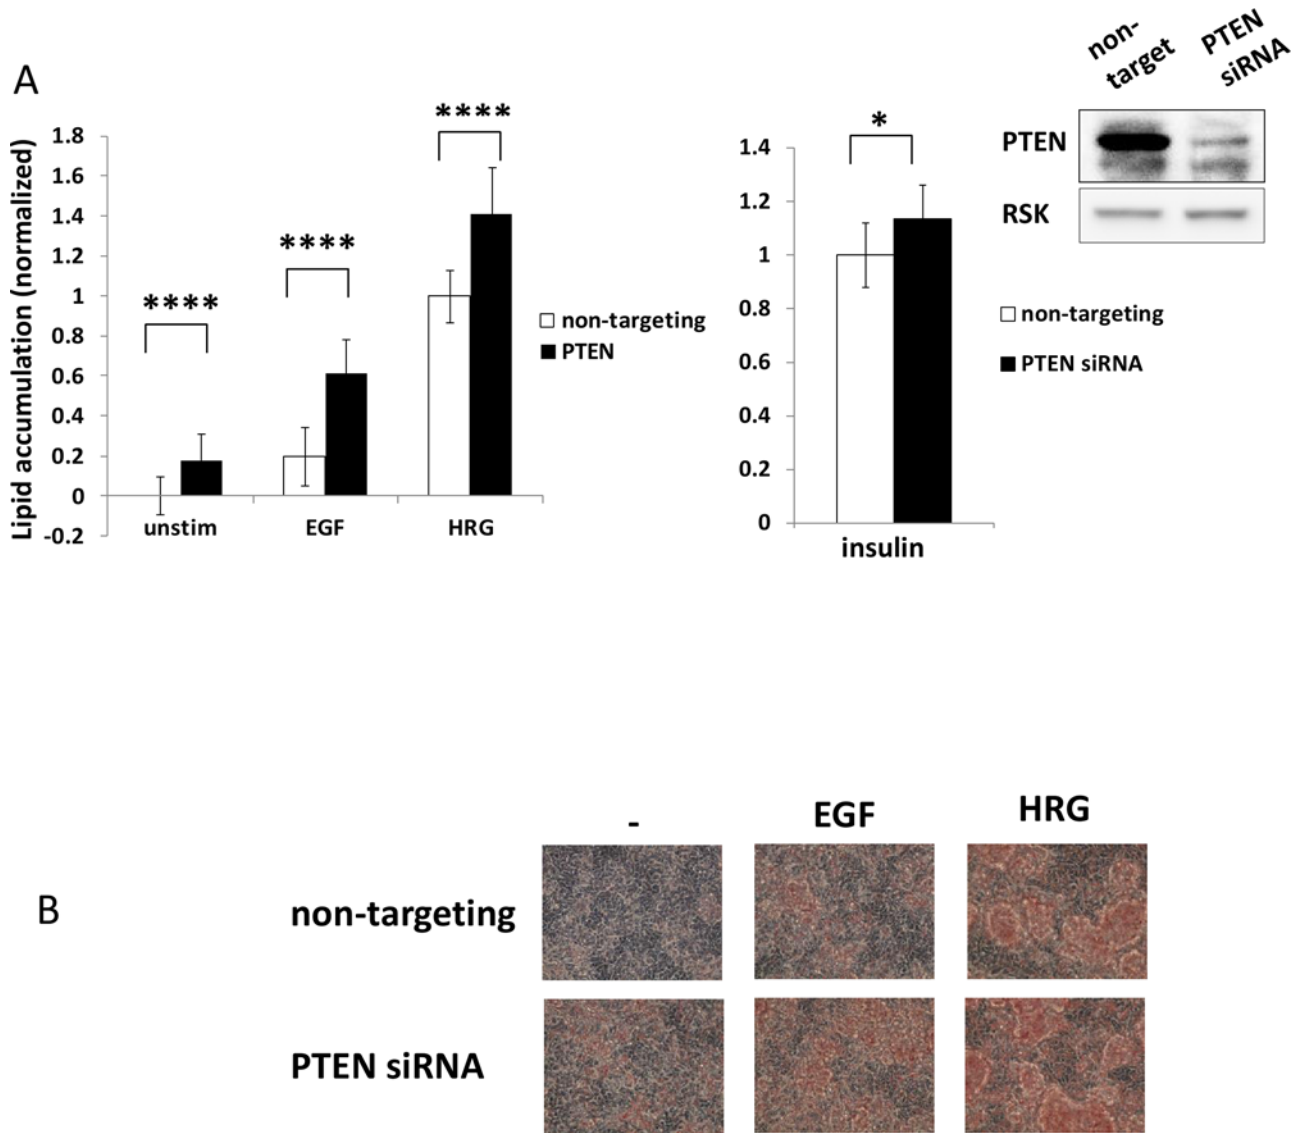 A
Lipid accumulation (normalized)
1.8
1.6
1.4
1.2
1
0.8
0.6
0.4
0.2
0
-0.2
****
****
****
unstim
EGF
HRG
non-targeting
PTEN
1.4
1.2
1
0.8
0.6
0.4
0.2
0
*
insulin
non-targeting
PTEN siRNA
non-
target
PTEN
siRNA
PTEN
RSK
B
-
EGF
HRG
non-targeting
PTEN siRNA